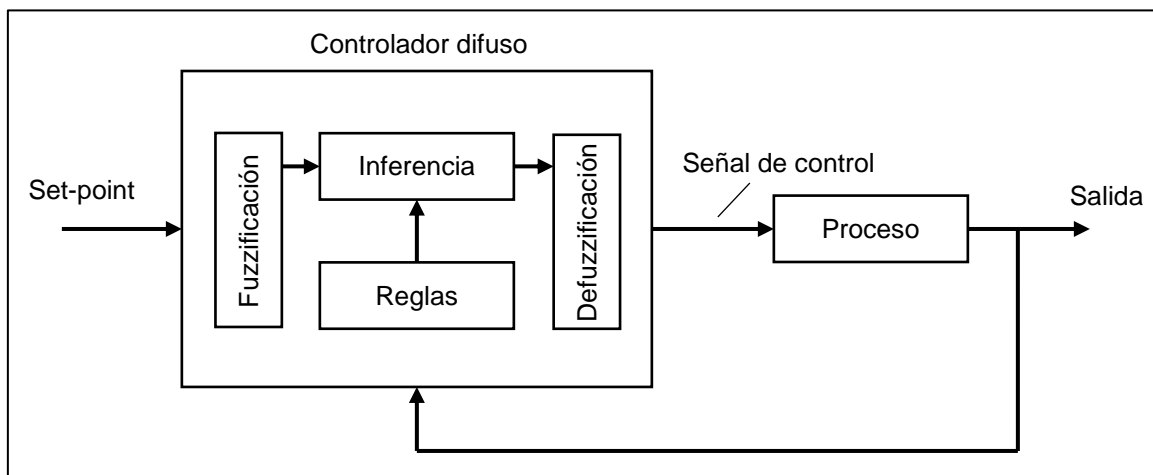 Controlador difuso
Set-point
Fuzzificación
Inferencia
Reglas
Defuzzificación
Señal de control
Proceso
Salida